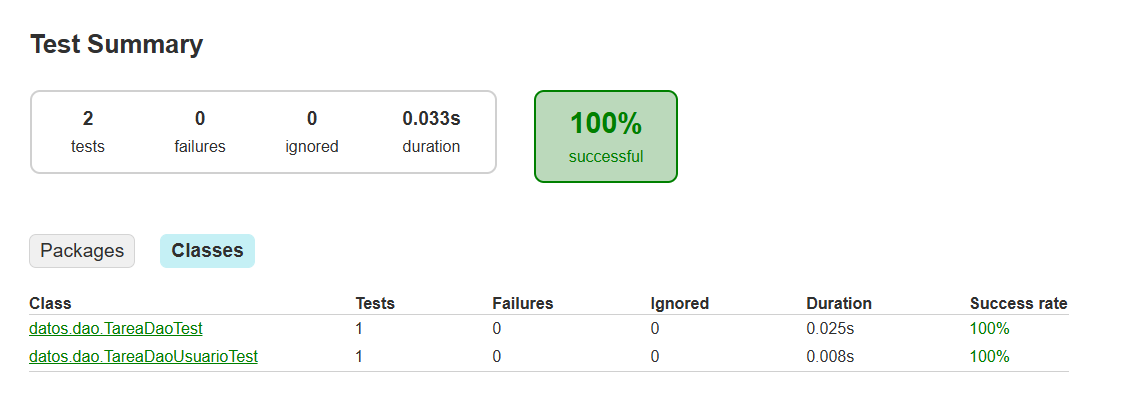 Test Summary
2 0 0 0.033s
tests failures ignored duration
100%
successful
Packages Classes
Class Tests Failures Ignored Duration Success rate
datos.dao.TareaDaoTest 1 0 0 0.025s 100%
datos.dao.TareaDaoUsuarioTest 1 0 0 0.008s 100%